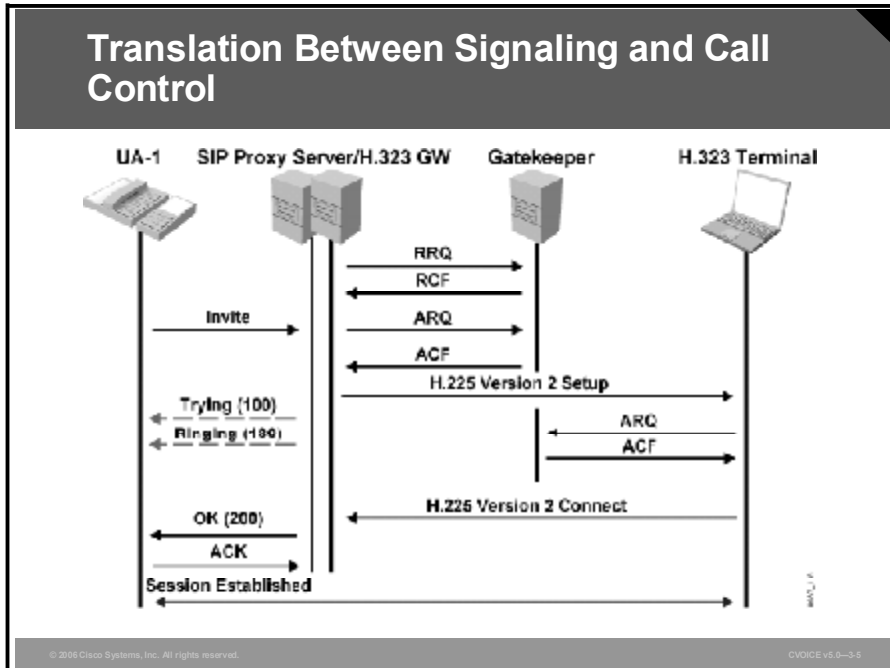 Translation Between Signaling and Call
Control
UA-1 SIP Proxy Server/H.323 GW Gatekeeper H.323 Terminal
RRQ
RCF
Invite ARQ
ACF
H.225 Version 2 Setup
Trying (100)
ARQ
Ringing (180)
ACF
H.225 Version 2 Connect
OK (200)
ACK
Session Established
© 2006 Cisco Systems, Inc. All rights reserved. CVOICE v5.0—3-5